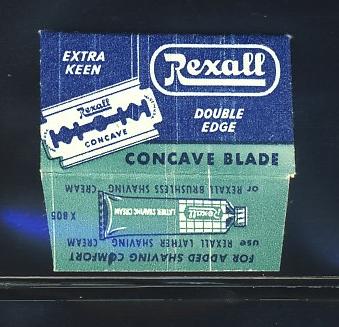 EXTRA
KEEN
Rexall
Rexall
CONCAVE
DOUBLE
EDGE
CONCAVE BLADE
FOR ADDED SHAVING COMFORT
use REXALL LATHER SHAVING CREAM
Rexall
LATHER SHAVING CREAM
or REXALL BRUSHLESS SHAVING CREAM
X 805